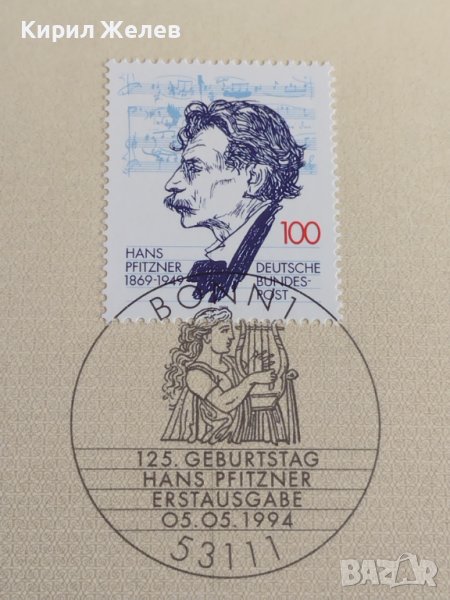 Кирил Желев
100
HANS
PFITZNER
1869-1949
DEUTSCHE
BUNDES-
POST
BONN 1
125. GEBURTSTAG
HANS PFITZNER
ERSTAUSGABE
05.05.1994
53111
BAZAR